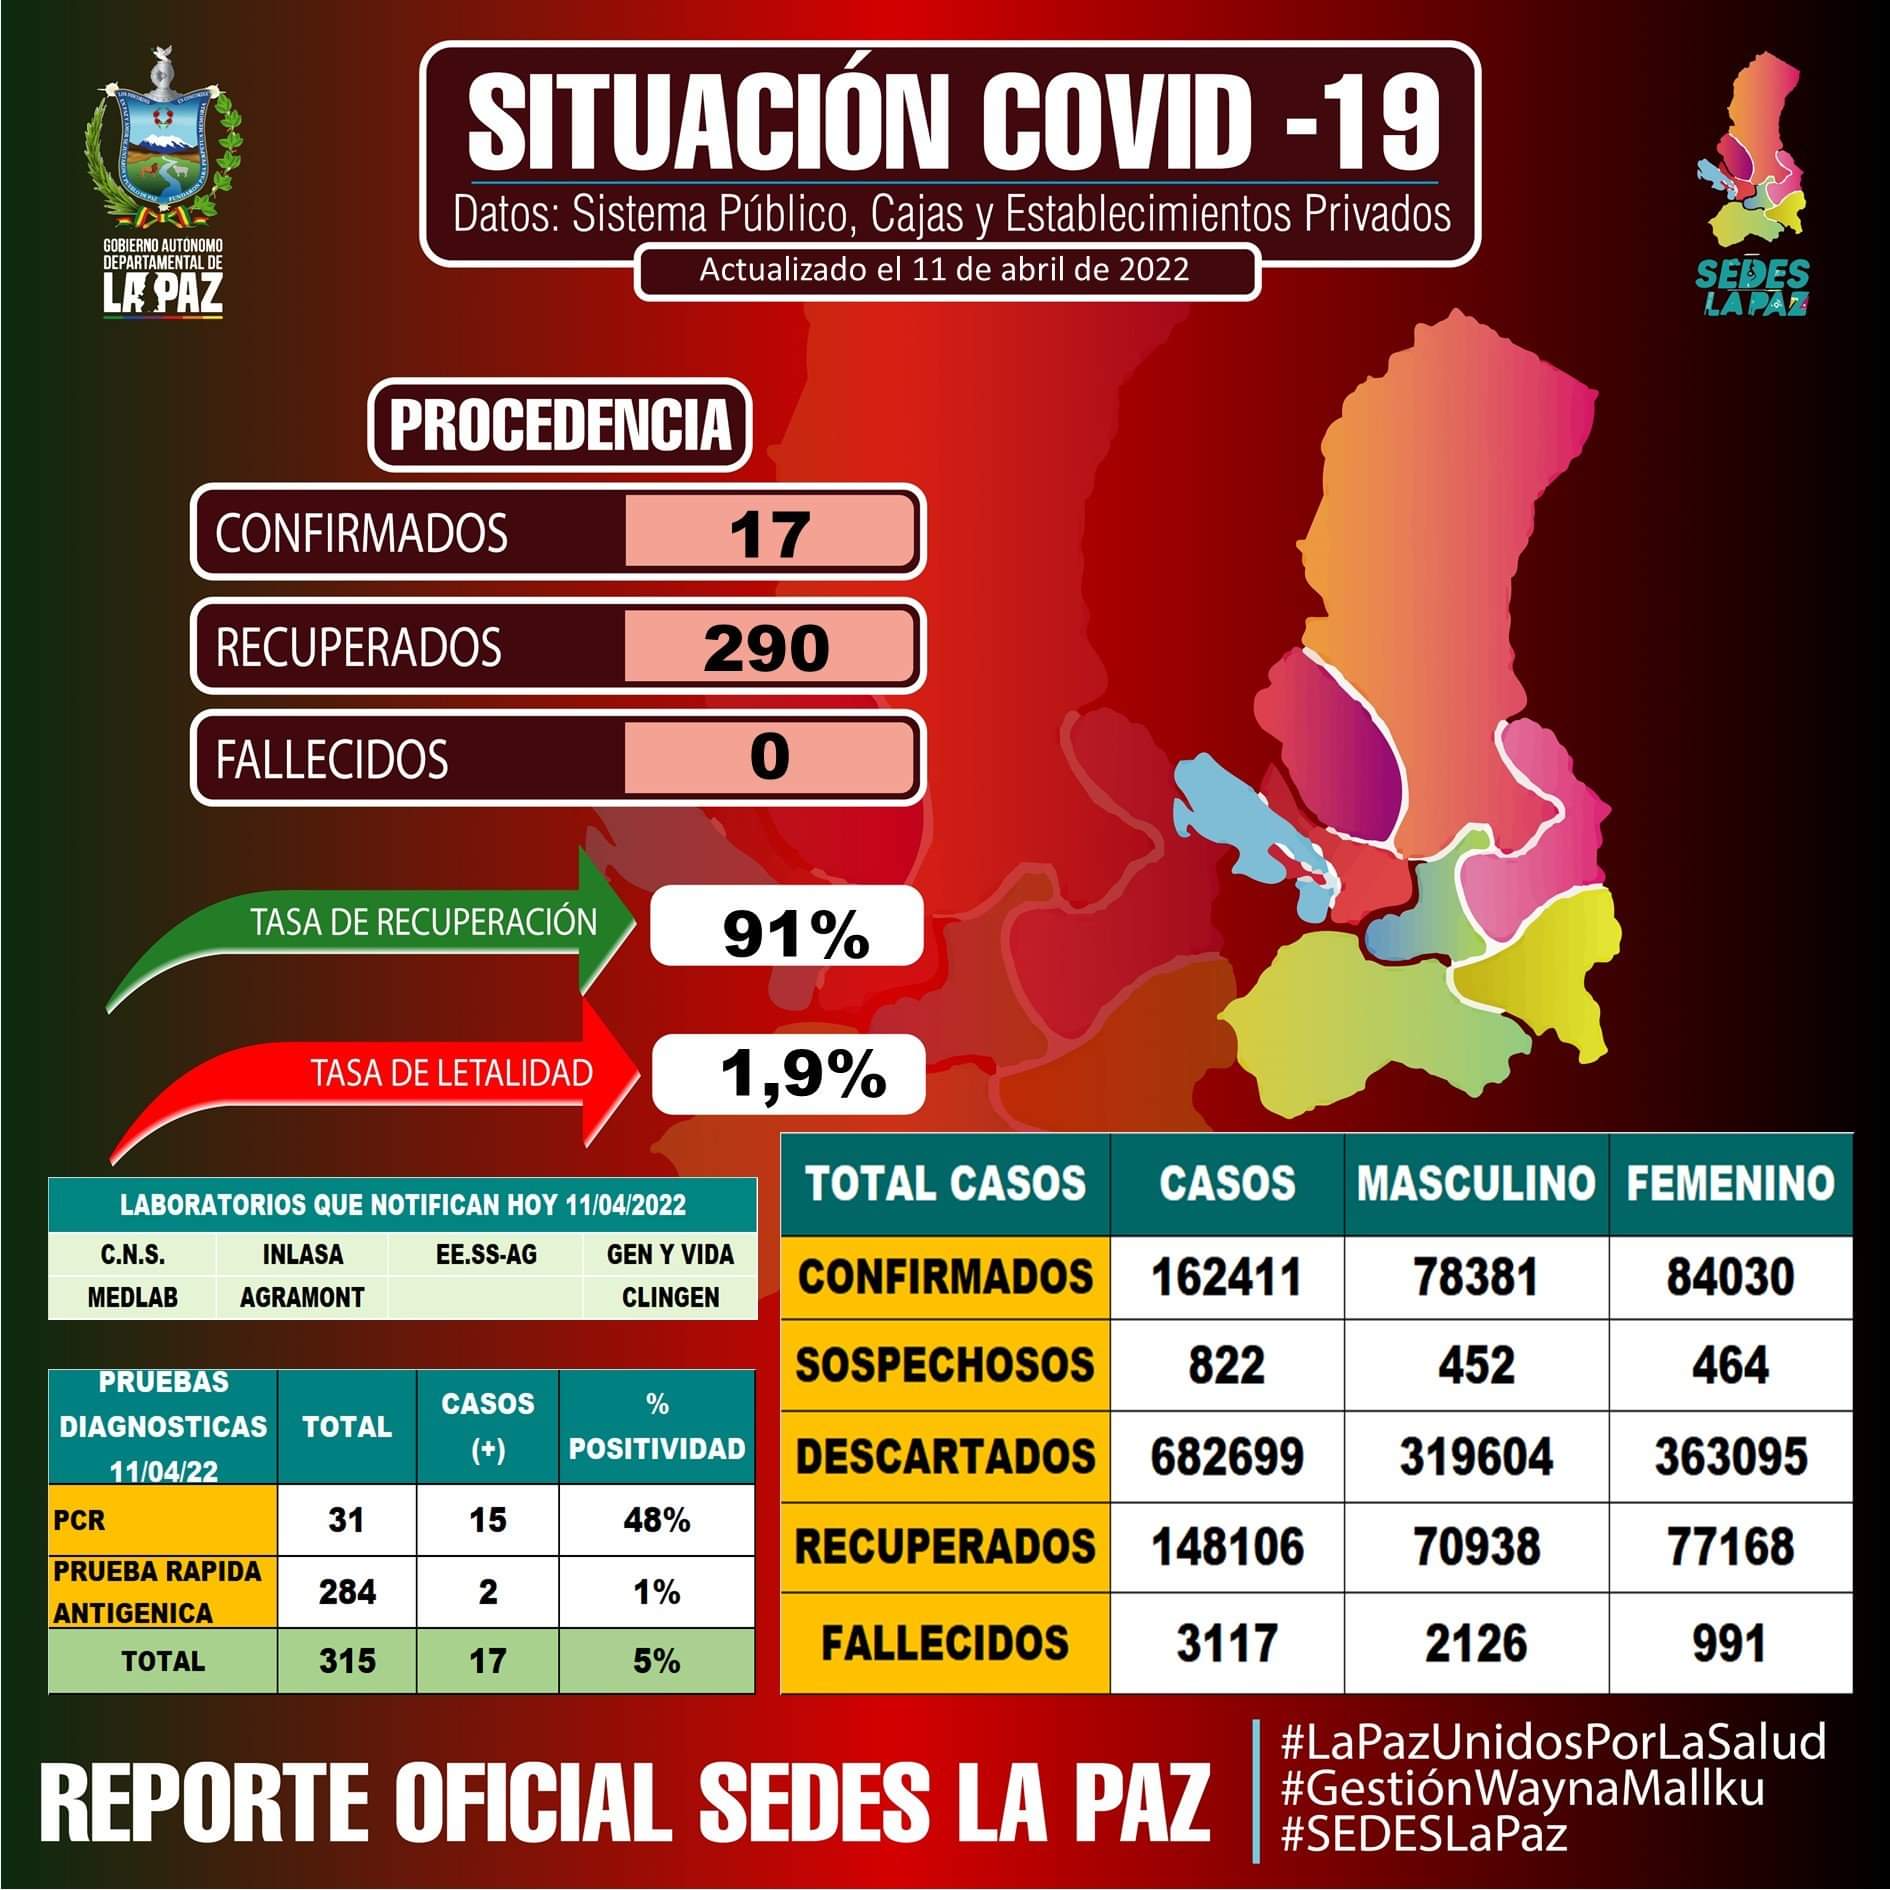 SITUACIÓN COVID -19
Datos: Sistema Público, Cajas y Establecimientos Privados
Actualizado el 11 de abril de 2022
GOBIERNO AUTÓNOMO
DEPARTAMENTAL DE
LA PAZ
SEDES
LA PAZ
PROCEDENCIA
CONFIRMADOS 17
RECUPERADOS 290
FALLECIDOS 0
TASA DE RECUPERACIÓN 91%
TASA DE LETALIDAD 1,9%
LABORATORIOS QUE NOTIFICAN HOY 11/04/2022
C.N.S. INLASA EE.SS-AG GEN Y VIDA
MEDLAB AGRAMONT CLINGEN
PRUEBAS
DIAGNOSTICAS
11/04/22
TOTAL
CASOS
(+)
%
POSITIVIDAD
PCR 31 15 48%
PRUEBA RAPIDA
ANTIGENICA
284 2 1%
TOTAL 315 17 5%
TOTAL CASOS CASOS MASCULINO FEMENINO
CONFIRMADOS 162411 78381 84030
SOSPECHOSOS 822 452 464
DESCARTADOS 682699 319604 363095
RECUPERADOS 148106 70938 77168
FALLECIDOS 3117 2126 991
REPORTE OFICIAL SEDES LA PAZ
#LaPazUnidosPorLaSalud
#GestiónWaynaMallku
#SEDESLaPaz